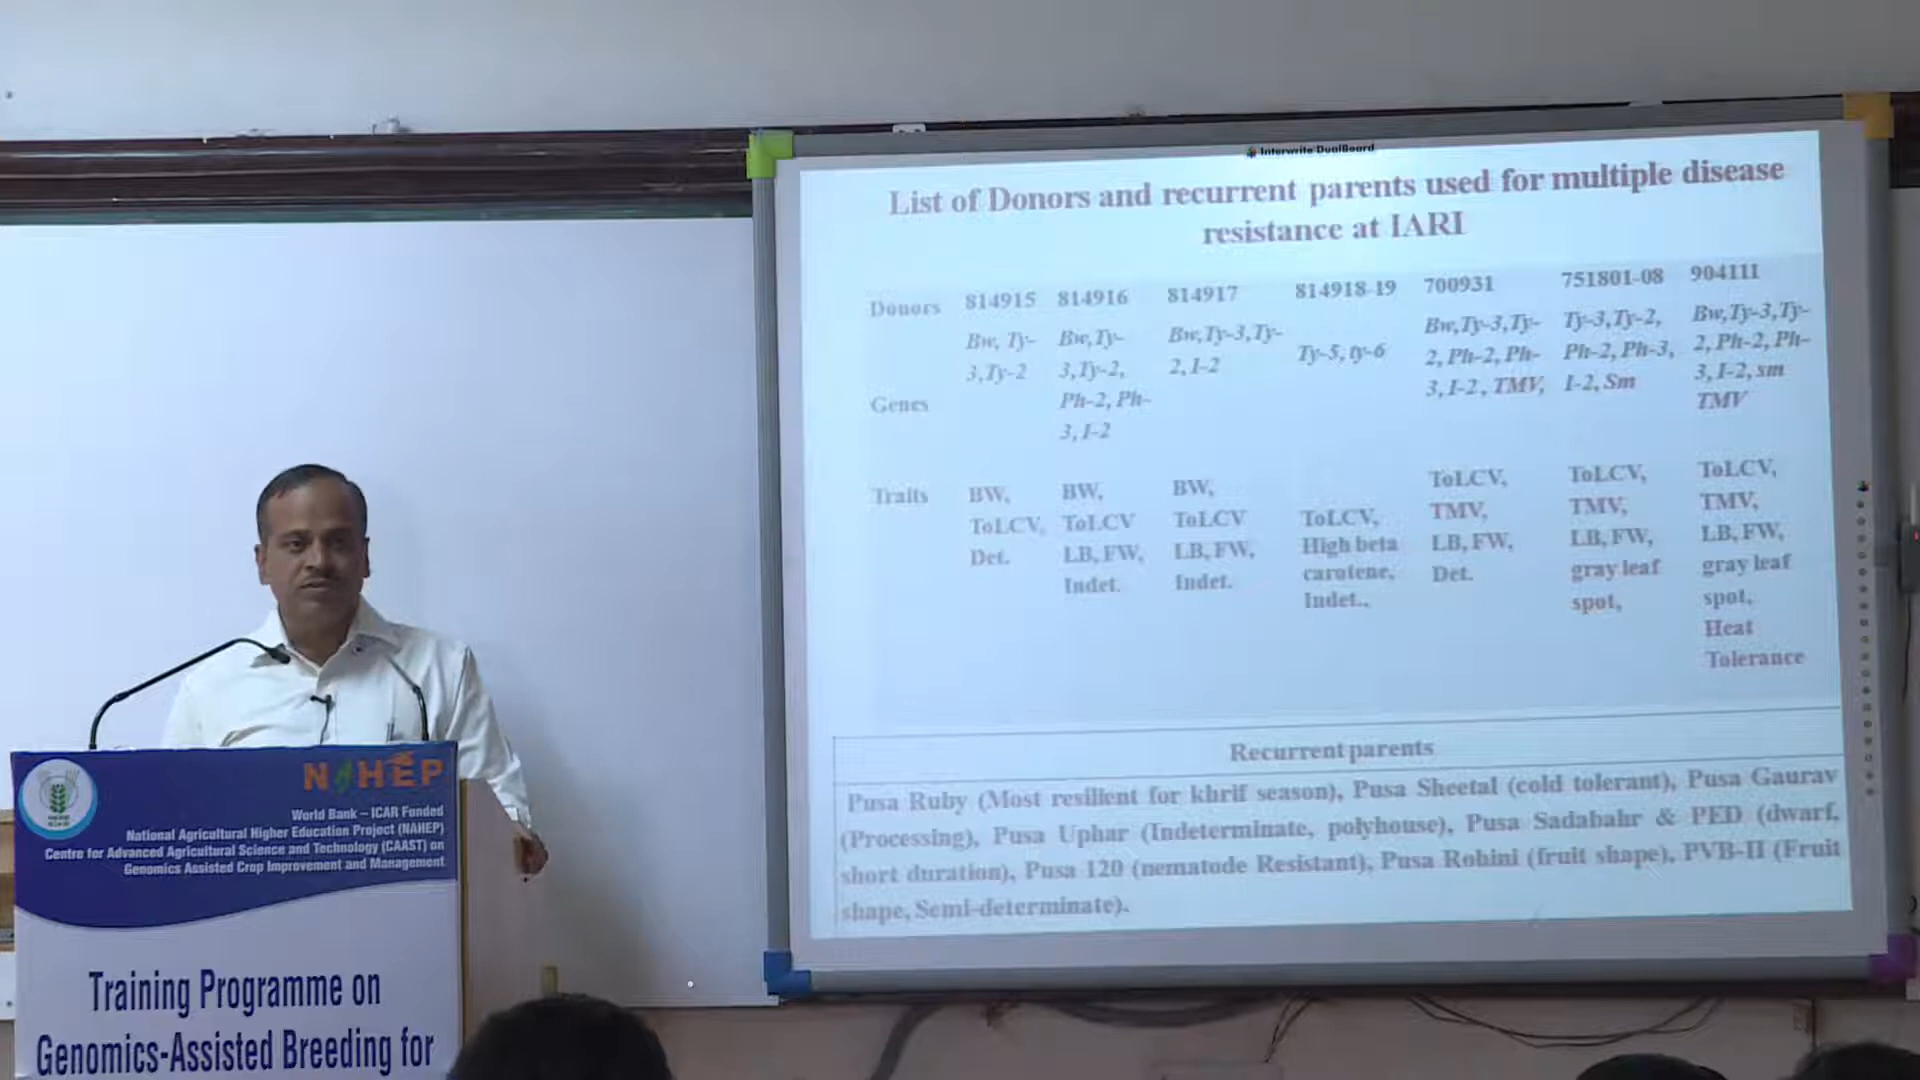 Interwrite DualBoard
List of Donors and recurrent parents used for multiple disease
resistance at IARI
Donors 814915 814916 814917 814918-19 700931 751801-08 904111
Genes
Bw, Ty-
3,Ty-2
Bw,Ty-
3,Ty-2,
Ph-2, Ph-
3, I-2
Bw,Ty-3,Ty-
2, I-2
Ty-5, ty-6
Bw,Ty-3,Ty-
2, Ph-2, Ph-
3, I-2 , TMV,
Ty-3,Ty-2,
Ph-2, Ph-3,
I-2, Sm
Bw,Ty-3,Ty-
2, Ph-2, Ph-
3, I-2, sm
TMV
Traits
BW,
ToLCV,
Det.
BW,
ToLCV
LB, FW,
Indet.
BW,
ToLCV
LB, FW,
Indet.
ToLCV,
High beta
carotene,
Indet.,
ToLCV,
TMV,
LB, FW,
Det.
ToLCV,
TMV,
LB, FW,
gray leaf
spot,
ToLCV,
TMV,
LB, FW,
gray leaf
spot,
Heat
Tolerance
Recurrent parents
Pusa Ruby (Most resilient for khrif season), Pusa Sheetal (cold tolerant), Pusa Gaurav
(Processing), Pusa Uphar (Indeterminate, polyhouse), Pusa Sadabahr & PED (dwarf,
short duration), Pusa 120 (nematode Resistant), Pusa Rohini (fruit shape), PVB-II (Fruit
shape, Semi-determinate).
NAHEP
World Bank – ICAR Funded
National Agricultural Higher Education Project (NAHEP)
Centre for Advanced Agricultural Science and Technology (CAAST) on
Genomics Assisted Crop Improvement and Management
Training Programme on
Genomics-Assisted Breeding for